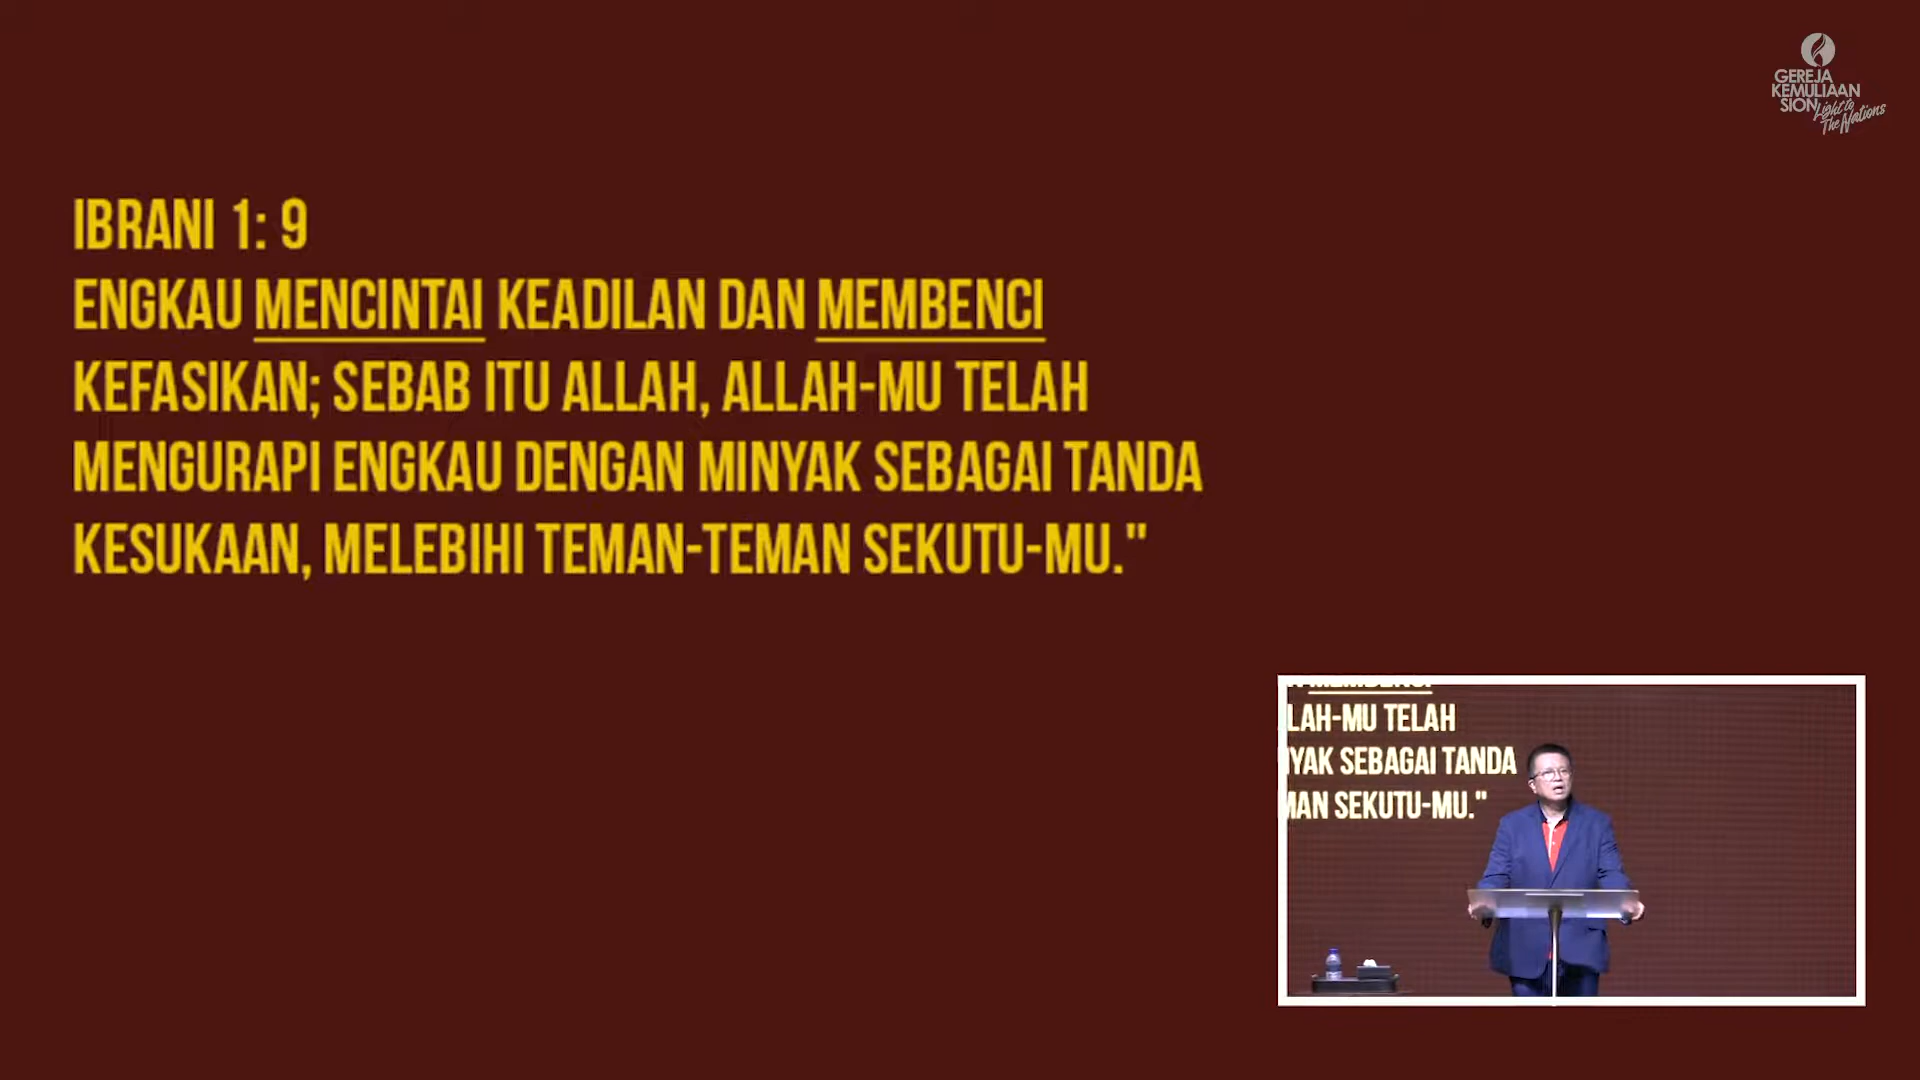 GEREJA
KEMULIAAN
SION Light to
The Nations
IBRANI 1: 9
ENGKAU MENCINTAI KEADILAN DAN MEMBENCI
KEFASIKAN; SEBAB ITU ALLAH, ALLAH-MU TELAH
MENGURAPI ENGKAU DENGAN MINYAK SEBAGAI TANDA
KESUKAAN, MELEBIHI TEMAN-TEMAN SEKUTU-MU."
LAH-MU TELAH
YAK SEBAGAI TANDA
MAN SEKUTU-MU."